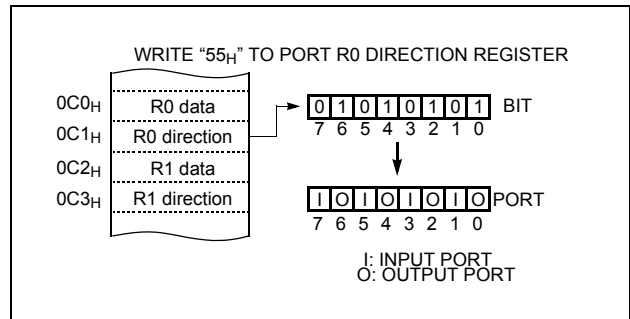 WRITE “55H” TO PORT R0 DIRECTION REGISTER
0C0H R0 data 0 1 0 1 0 1 0 1 BIT
7 6 5 4 3 2 1 0
0C1H R0 direction
0C2H R1 data
0C3H R1 direction I O I O I O I O PORT
7 6 5 4 3 2 1 0
I: INPUT PORT
O: OUTPUT PORT